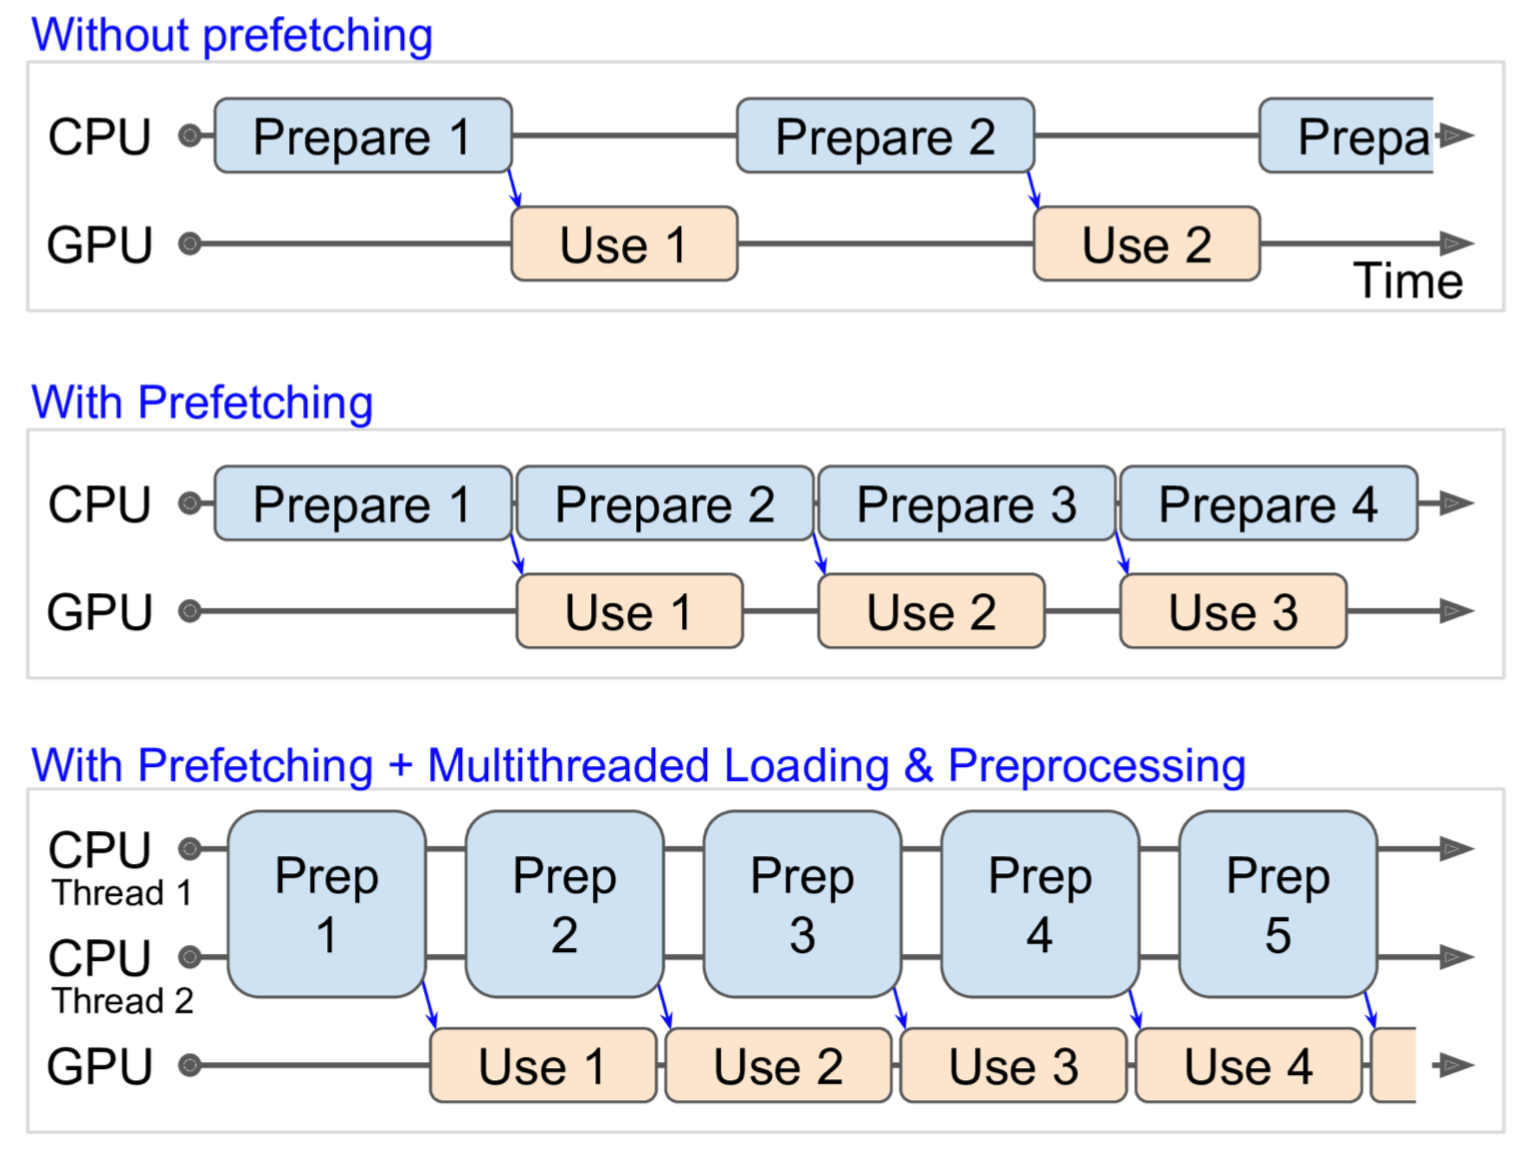 Without prefetching
CPU Prepare 1 Prepare 2 Prepa
GPU Use 1 Use 2
Time
With Prefetching
CPU Prepare 1 Prepare 2 Prepare 3 Prepare 4
GPU Use 1 Use 2 Use 3
With Prefetching + Multithreaded Loading & Preprocessing
CPU
Thread 1
Prep
1
Prep
2
Prep
3
Prep
4
Prep
5
CPU
Thread 2
GPU Use 1 Use 2 Use 3 Use 4